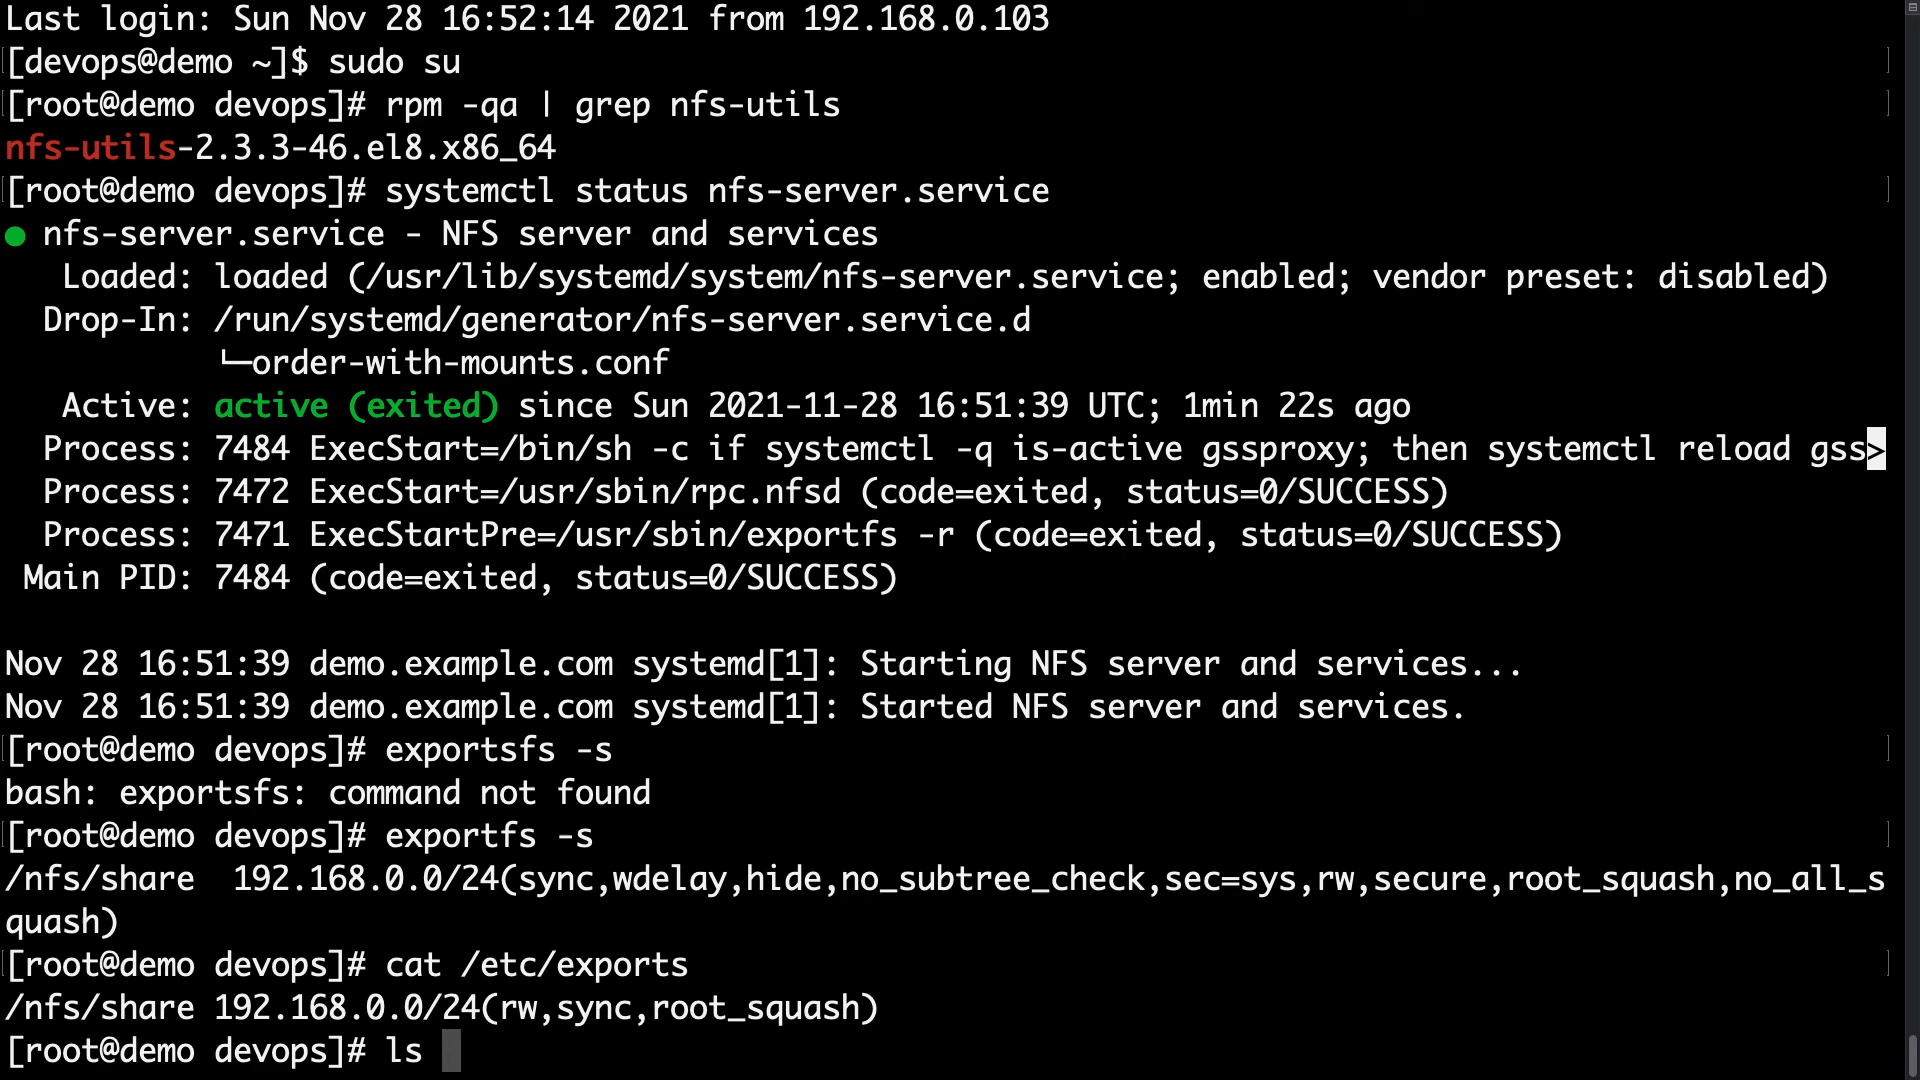 Last login: Sun Nov 28 16:52:14 2021 from 192.168.0.103
[devops@demo ~]$ sudo su
[root@demo devops]# rpm -qa | grep nfs-utils
nfs-utils-2.3.3-46.el8.x86_64
[root@demo devops]# systemctl status nfs-server.service
● nfs-server.service - NFS server and services
   Loaded: loaded (/usr/lib/systemd/system/nfs-server.service; enabled; vendor preset: disabled)
  Drop-In: /run/systemd/generator/nfs-server.service.d
           └─order-with-mounts.conf
   Active: active (exited) since Sun 2021-11-28 16:51:39 UTC; 1min 22s ago
  Process: 7484 ExecStart=/bin/sh -c if systemctl -q is-active gssproxy; then systemctl reload gss>
  Process: 7472 ExecStart=/usr/sbin/rpc.nfsd (code=exited, status=0/SUCCESS)
  Process: 7471 ExecStartPre=/usr/sbin/exportfs -r (code=exited, status=0/SUCCESS)
 Main PID: 7484 (code=exited, status=0/SUCCESS)

Nov 28 16:51:39 demo.example.com systemd[1]: Starting NFS server and services...
Nov 28 16:51:39 demo.example.com systemd[1]: Started NFS server and services.
[root@demo devops]# exportsfs -s
bash: exportsfs: command not found
[root@demo devops]# exportfs -s
/nfs/share  192.168.0.0/24(sync,wdelay,hide,no_subtree_check,sec=sys,rw,secure,root_squash,no_all_s
quash)
[root@demo devops]# cat /etc/exports
/nfs/share 192.168.0.0/24(rw,sync,root_squash)
[root@demo devops]# ls